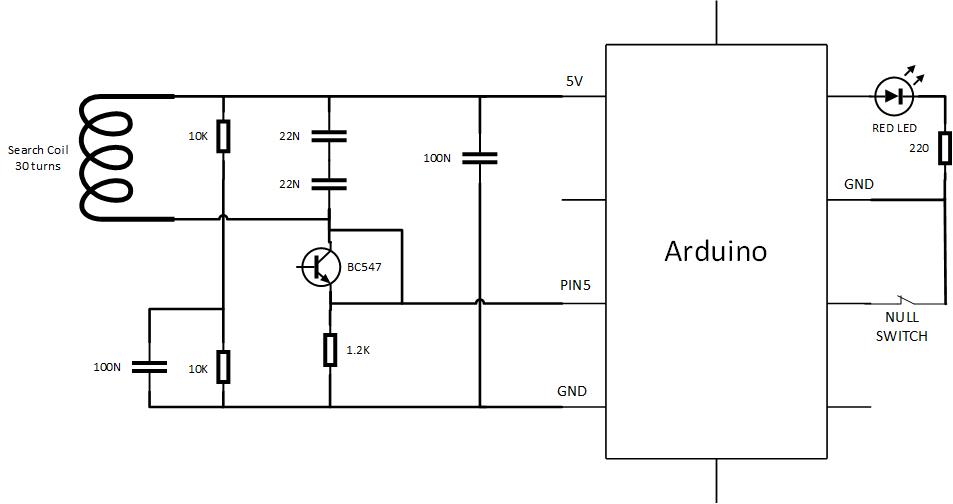 5V
10K
22N
Search Coil
30 turns
22N
100N
RED LED
220
GND
Arduino
BC547
PIN5
NULL
SWITCH
1.2K
100N
10K
GND